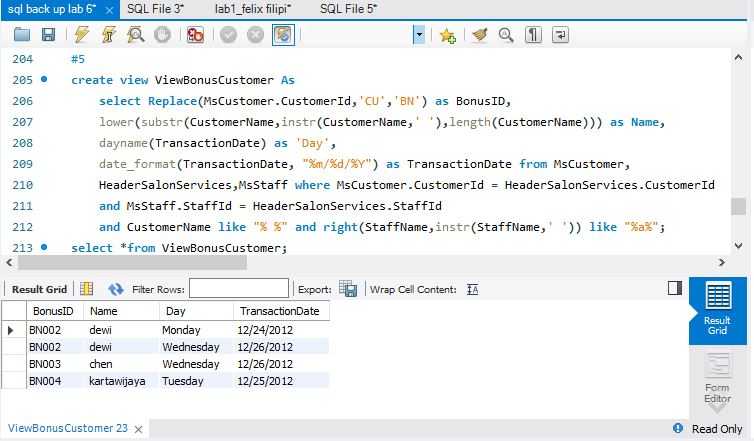 sql back up lab 6* × SQL File 3* lab1_felix filipi* SQL File 5*
204 #5
205 create view ViewBonusCustomer As
206 select Replace(MsCustomer.CustomerId,'CU','BN') as BonusID,
207 lower(substr(CustomerName,instr(CustomerName,' '),length(CustomerName))) as Name,
208 dayname(TransactionDate) as 'Day',
209 date_format(TransactionDate, "%m/%d/%Y") as TransactionDate from MsCustomer,
210 HeaderSalonServices,MsStaff where MsCustomer.CustomerId = HeaderSalonServices.CustomerId
211 and MsStaff.StaffId = HeaderSalonServices.StaffId
212 and CustomerName like "% %" and right(StaffName,instr(StaffName,' ')) like "%a%";
213 select *from ViewBonusCustomer;
Result Grid Filter Rows: Export: Wrap Cell Content:
BonusID Name Day TransactionDate
BN002 dewi Monday 12/24/2012
BN002 dewi Wednesday 12/26/2012
BN003 chen Wednesday 12/26/2012
BN004 kartawijaya Tuesday 12/25/2012
Result
Grid
Form
Editor
ViewBonusCustomer 23 × Read Only